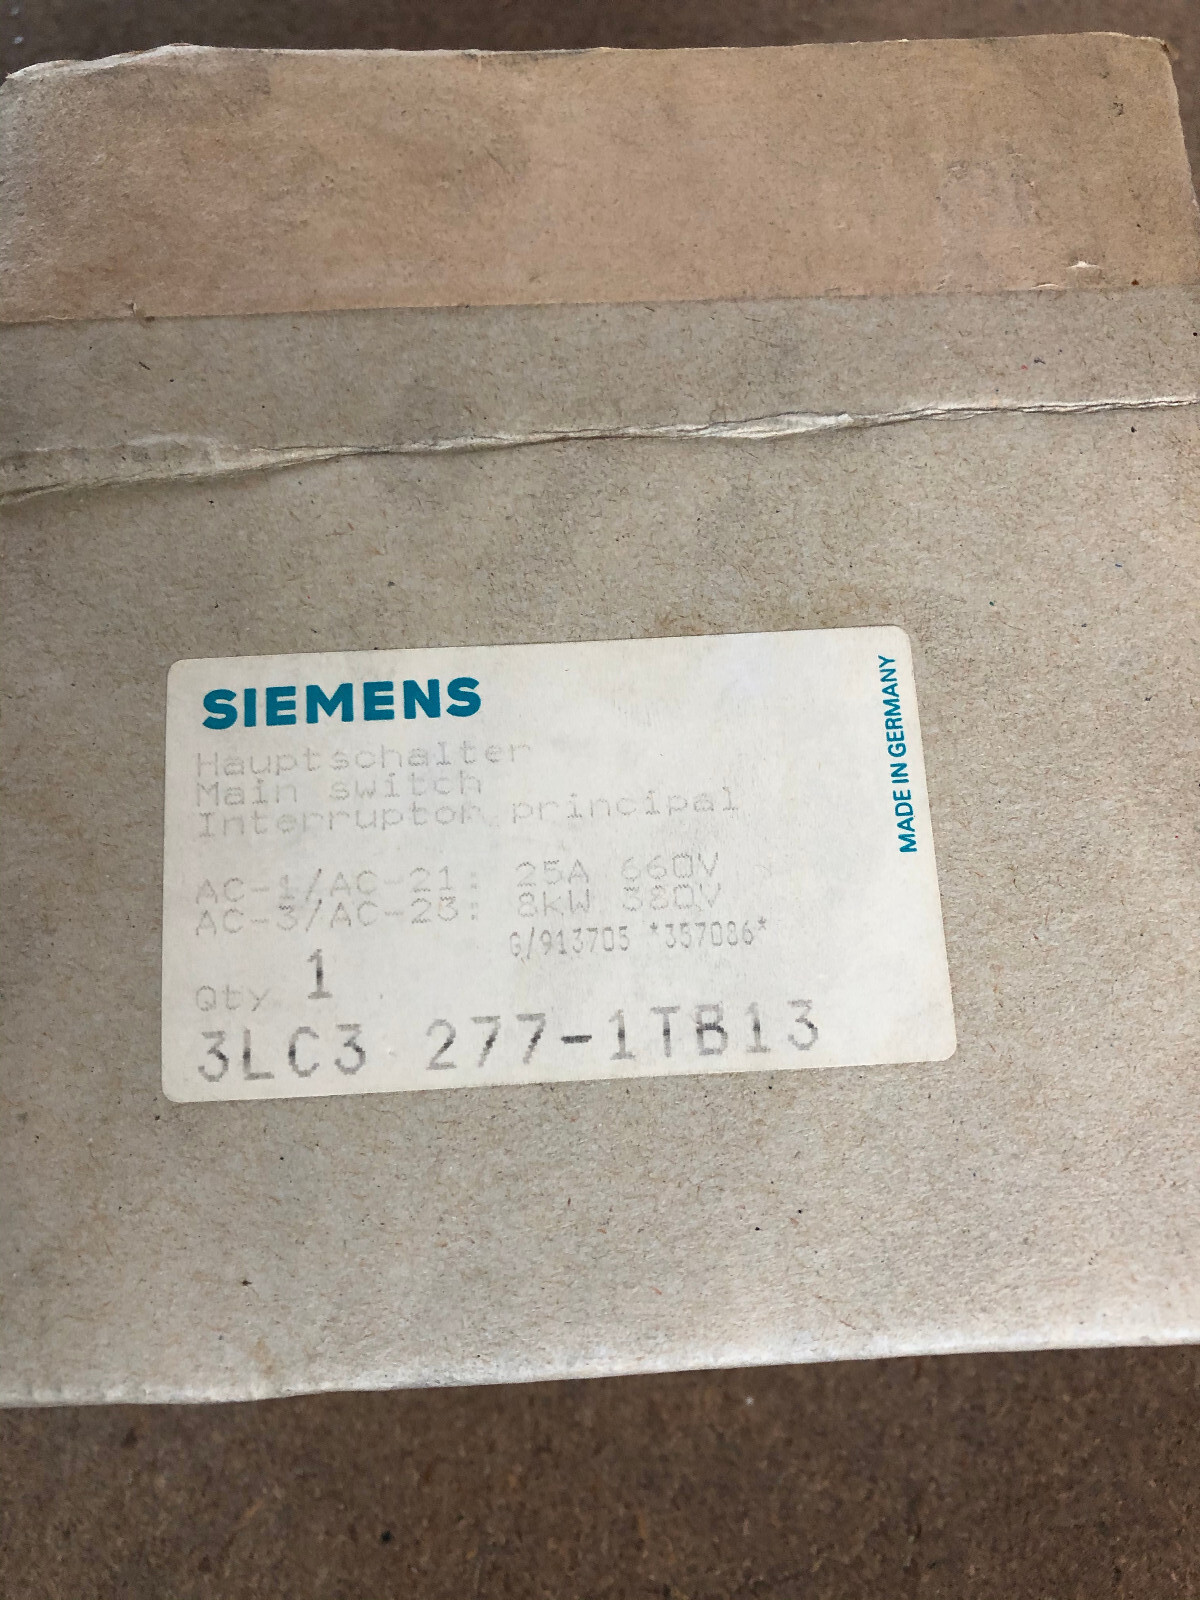 SIEMENS
MADE IN GERMANY
Hauptschalter
Main switch
Interruptor principal
AC-1/AC-21: 25A 660V
AC-3/AC-23: 8kW 380V
G/913705 *357086*
Qty 1
3LC3 277-1TB13